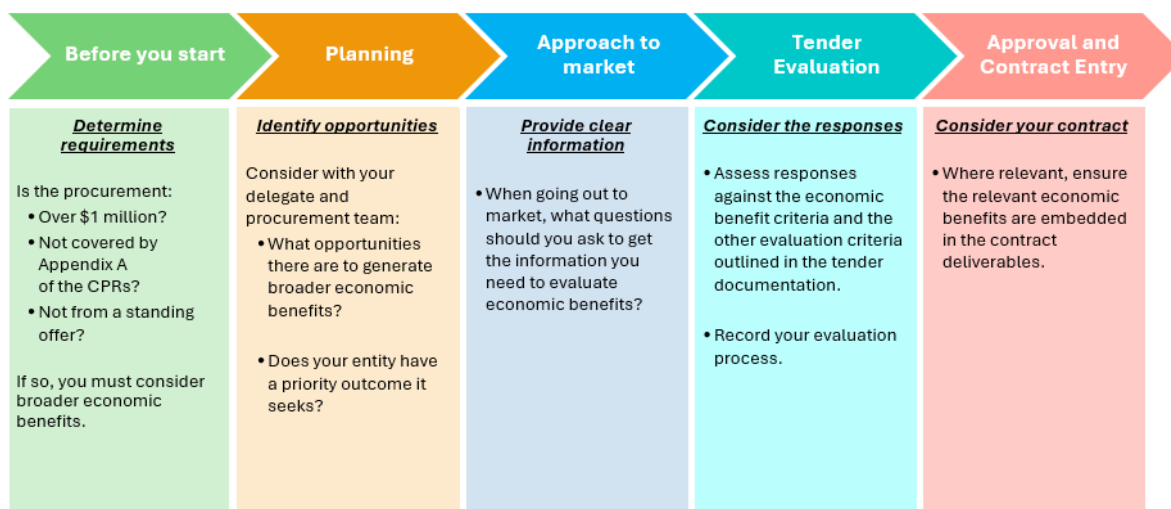 Before you start
Planning
Approach to
market
Tender
Evaluation
Approval and
Contract Entry
Determine
requirements
Is the procurement:
• Over $1 million?
• Not covered by
Appendix A
of the CPRs?
• Not from a standing
offer?
If so, you must consider
broader economic
benefits.
Identify opportunities
Consider with your
delegate and
procurement team:
• What opportunities
there are to generate
broader economic
benefits?
• Does your entity have
a priority outcome it
seeks?
Provide clear
information
• When going out to
market, what questions
should you ask to get
the information you
need to evaluate
economic benefits?
Consider the responses
• Assess responses
against the economic
benefit criteria and the
other evaluation criteria
outlined in the tender
documentation.
• Record your evaluation
process.
Consider your contract
• Where relevant, ensure
the relevant economic
benefits are embedded
in the contract
deliverables.